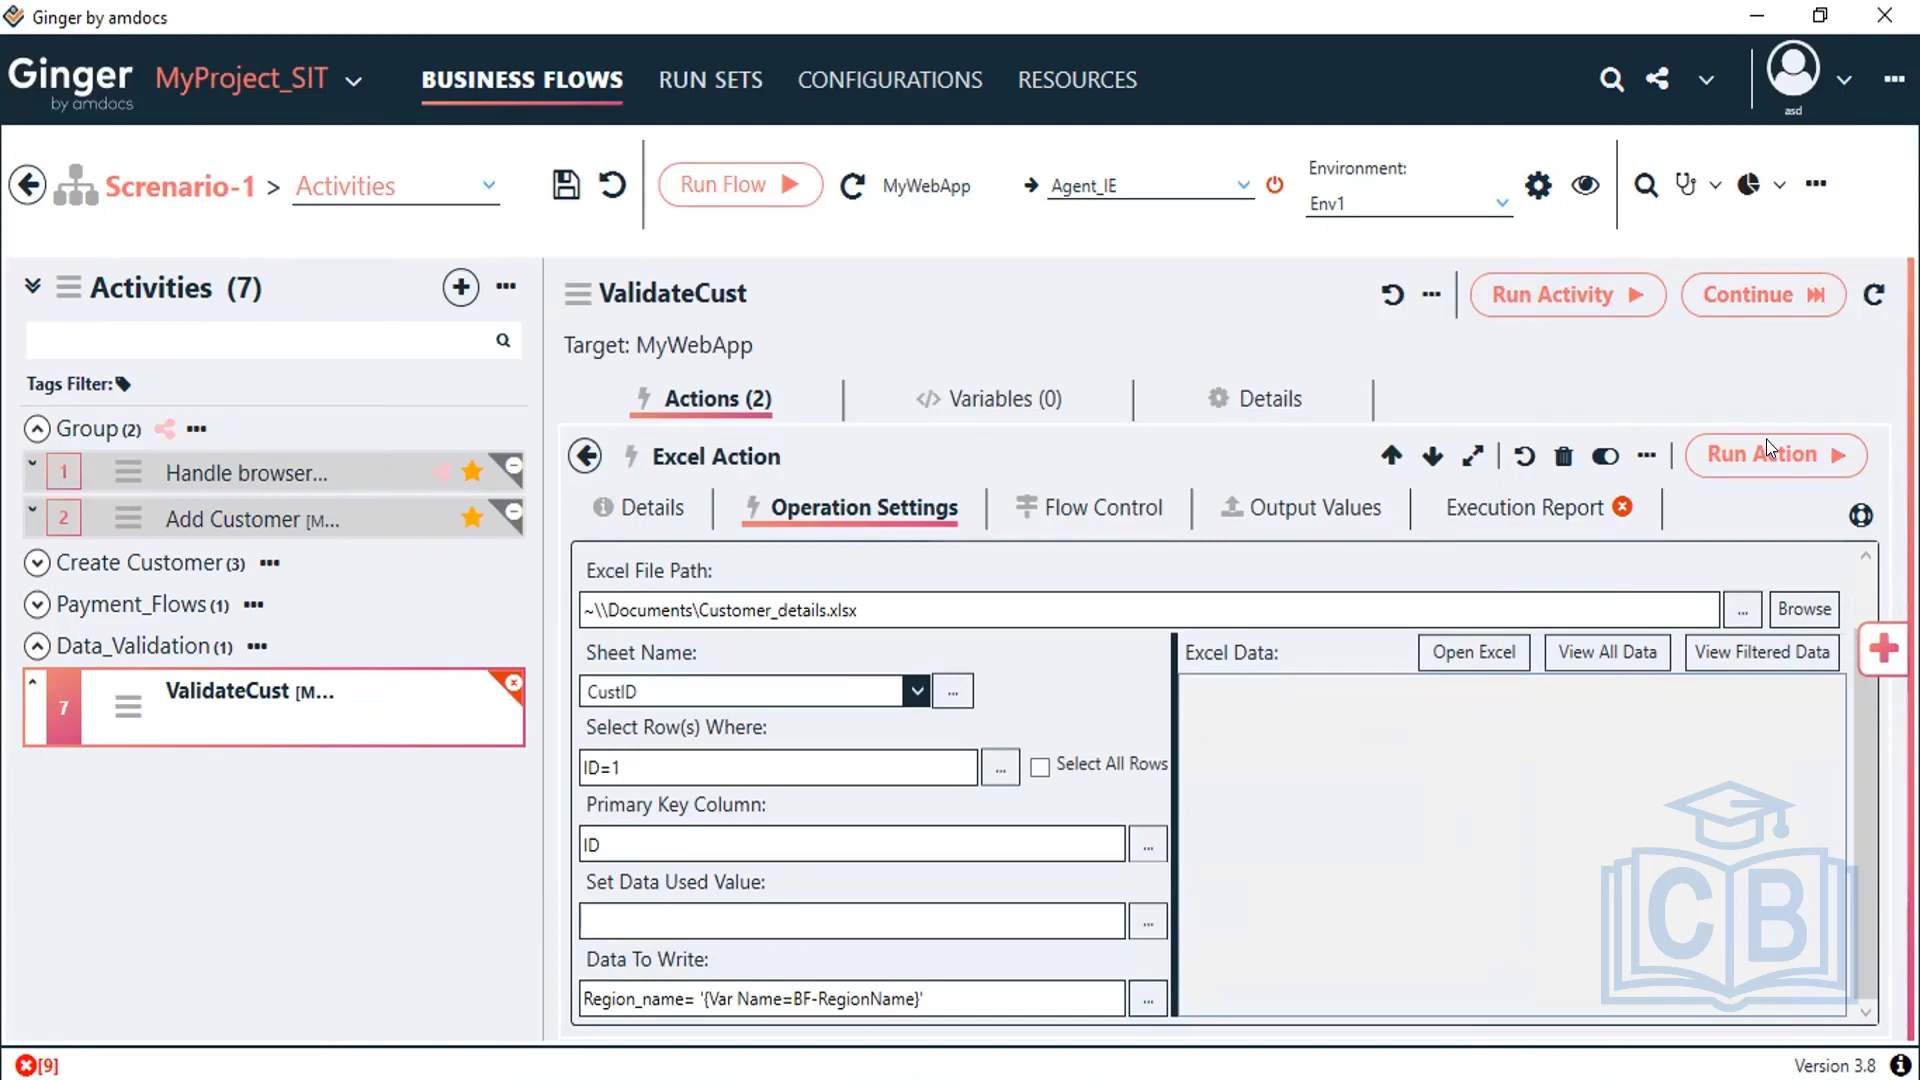 Ginger by amdocs
Ginger
by amdocs
MyProject_SIT
BUSINESS FLOWS
RUN SETS
CONFIGURATIONS
RESOURCES
asd
Screnario-1 > Activities
Run Flow
MyWebApp
Agent_IE
Environment:
Env1
Activities (7)
Tags Filter:
Group (2)
1 Handle browser...
2 Add Customer [M...
Create Customer (3)
Payment_Flows (1)
Data_Validation (1)
7 ValidateCust [M...
ValidateCust
Run Activity
Continue
Target: MyWebApp
Actions (2)
Variables (0)
Details
Excel Action
Run Action
Details
Operation Settings
Flow Control
Output Values
Execution Report
Excel File Path:
~\\Documents\Customer_details.xlsx
...
Browse
Sheet Name:
CustID
...
Select Row(s) Where:
ID=1
...
Select All Rows
Primary Key Column:
ID
...
Set Data Used Value:
...
Data To Write:
Region_name= '{Var Name=BF-RegionName}'
...
Excel Data:
Open Excel
View All Data
View Filtered Data
CB
[9]
Version 3.8